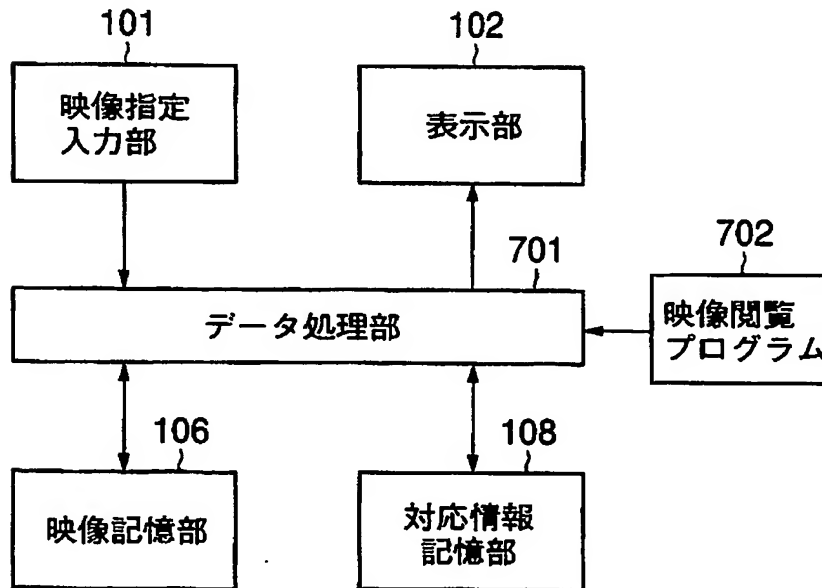 101
映像指定
入力部
102
表示部
701
データ処理部
702
映像閲覧
プログラム
106
映像記憶部
108
対応情報
記憶部